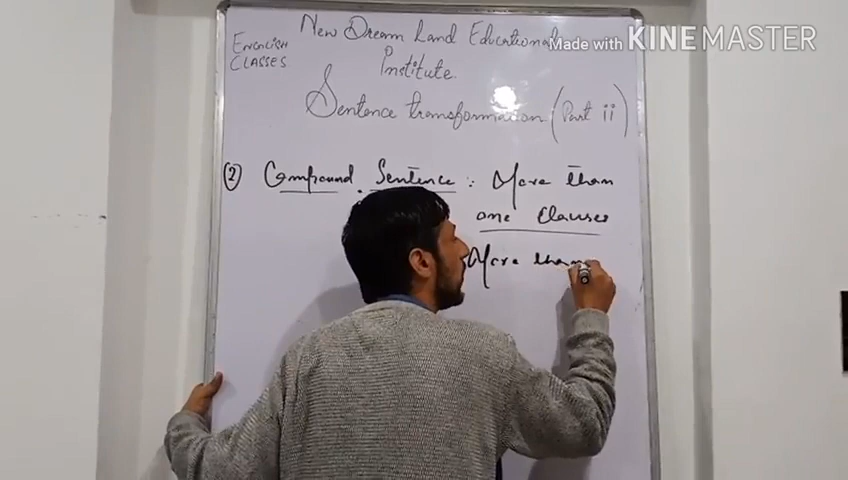 ENGLISH
CLASSES
New Dream Land Educational
Institute.
Made with KINEMASTER
Sentence transformation (Part ii)
(2) Compound Sentence : More than
one Clauses
More than